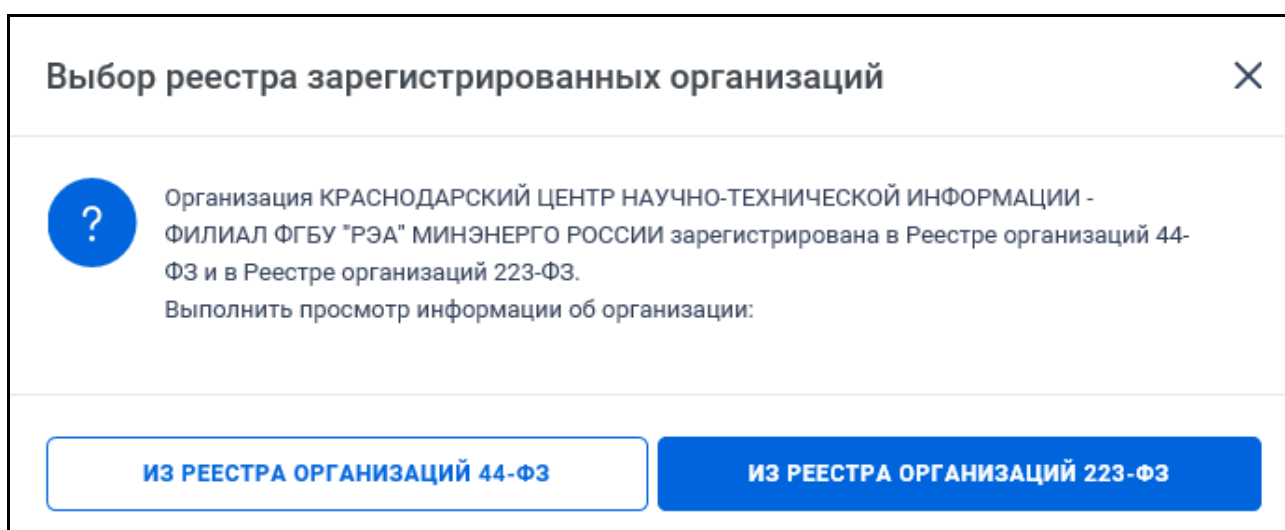 Выбор реестра зарегистрированных организаций
?
Организация КРАСНОДАРСКИЙ ЦЕНТР НАУЧНО-ТЕХНИЧЕСКОЙ ИНФОРМАЦИИ -
ФИЛИАЛ ФГБУ "РЭА" МИНЭНЕРГО РОССИИ зарегистрирована в Реестре организаций 44-
ФЗ и в Реестре организаций 223-ФЗ.
Выполнить просмотр информации об организации:
ИЗ РЕЕСТРА ОРГАНИЗАЦИЙ 44-ФЗ
ИЗ РЕЕСТРА ОРГАНИЗАЦИЙ 223-ФЗ